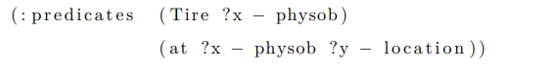 (:predicates (Tire ?x – physob)
(at ?x – physob ?y – location))